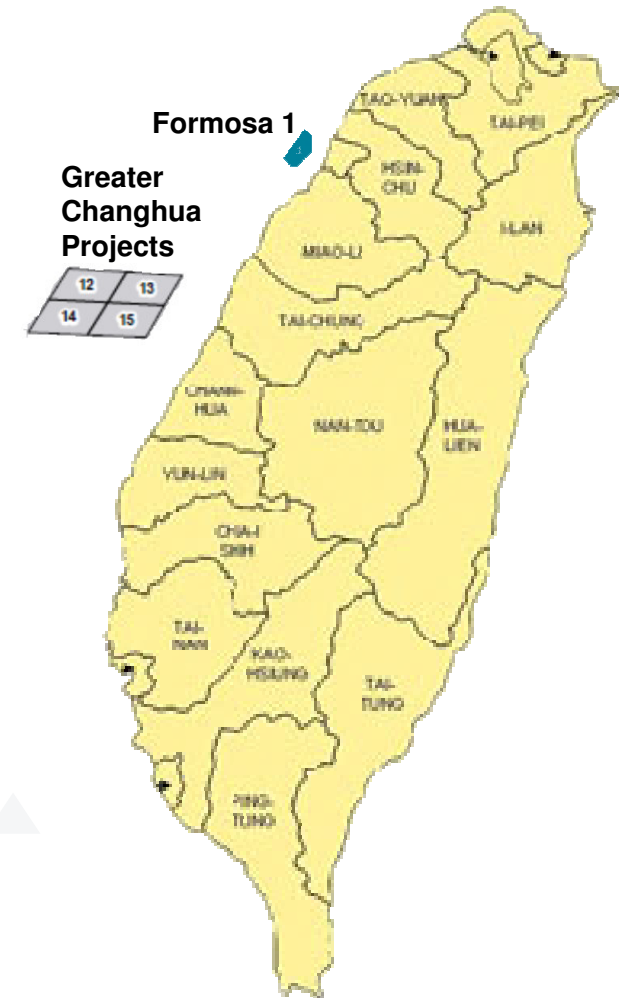 Formosa 1
Greater
Changhua
Projects
12
13
14
15
TAO-YUAN
TAI-PEI
HSIN-
CHU
I-LAN
MIAO-LI
TAI-CHUNG
HUA
NAN-TOU
HUA-
LIEN
YUN-LIN
CHIA-I
TAI-
NAN
KAO-
HSIUNG
TAI-
TUNG
PING-
TUNG